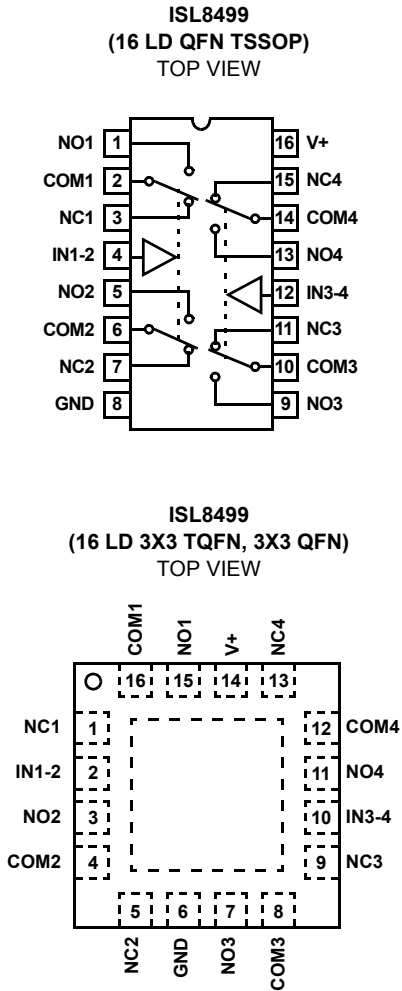 ISL8499
(16 LD QFN TSSOP)
TOP VIEW
NO1 1 16 V+
COM1 2 15 NC4
NC1 3 14 COM4
IN1-2 4 13 NO4
NO2 5 12 IN3-4
COM2 6 11 NC3
NC2 7 10 COM3
GND 8 9 NO3
ISL8499
(16 LD 3X3 TQFN, 3X3 QFN)
TOP VIEW
COM1 NO1 V+ NC4
16 15 14 13
NC1 1 12 COM4
IN1-2 2 11 NO4
NO2 3 10 IN3-4
COM2 4 9 NC3
5 6 7 8
NC2 GND NO3 COM3